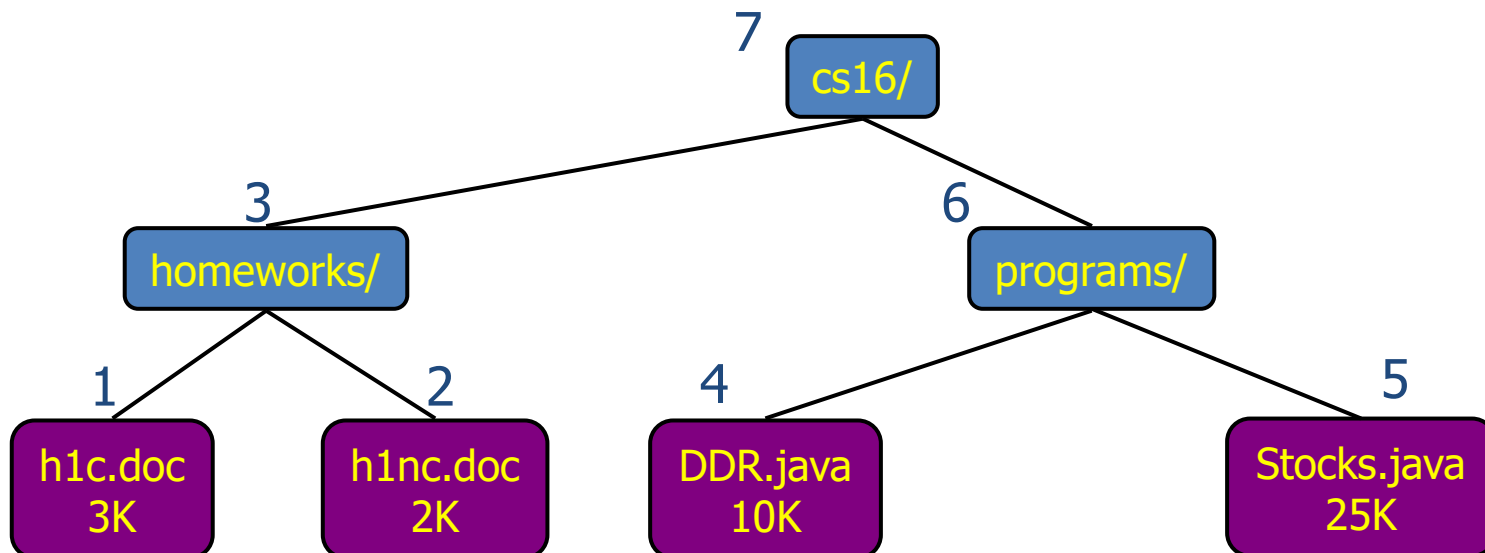 7
cs16/
3
homeworks/
6
programs/
1
h1c.doc
3K
2
h1nc.doc
2K
4
DDR.java
10K
5
Stocks.java
25K